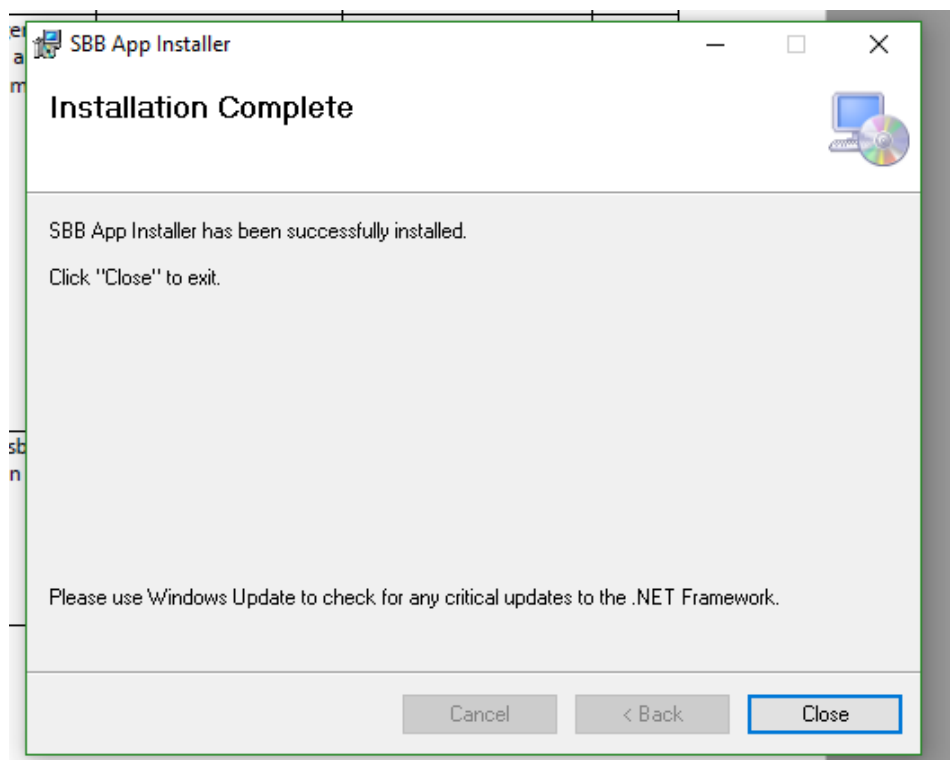 SBB App Installer
Installation Complete
SBB App Installer has been successfully installed.
Click "Close" to exit.
Please use Windows Update to check for any critical updates to the .NET Framework.
Cancel
< Back
Close